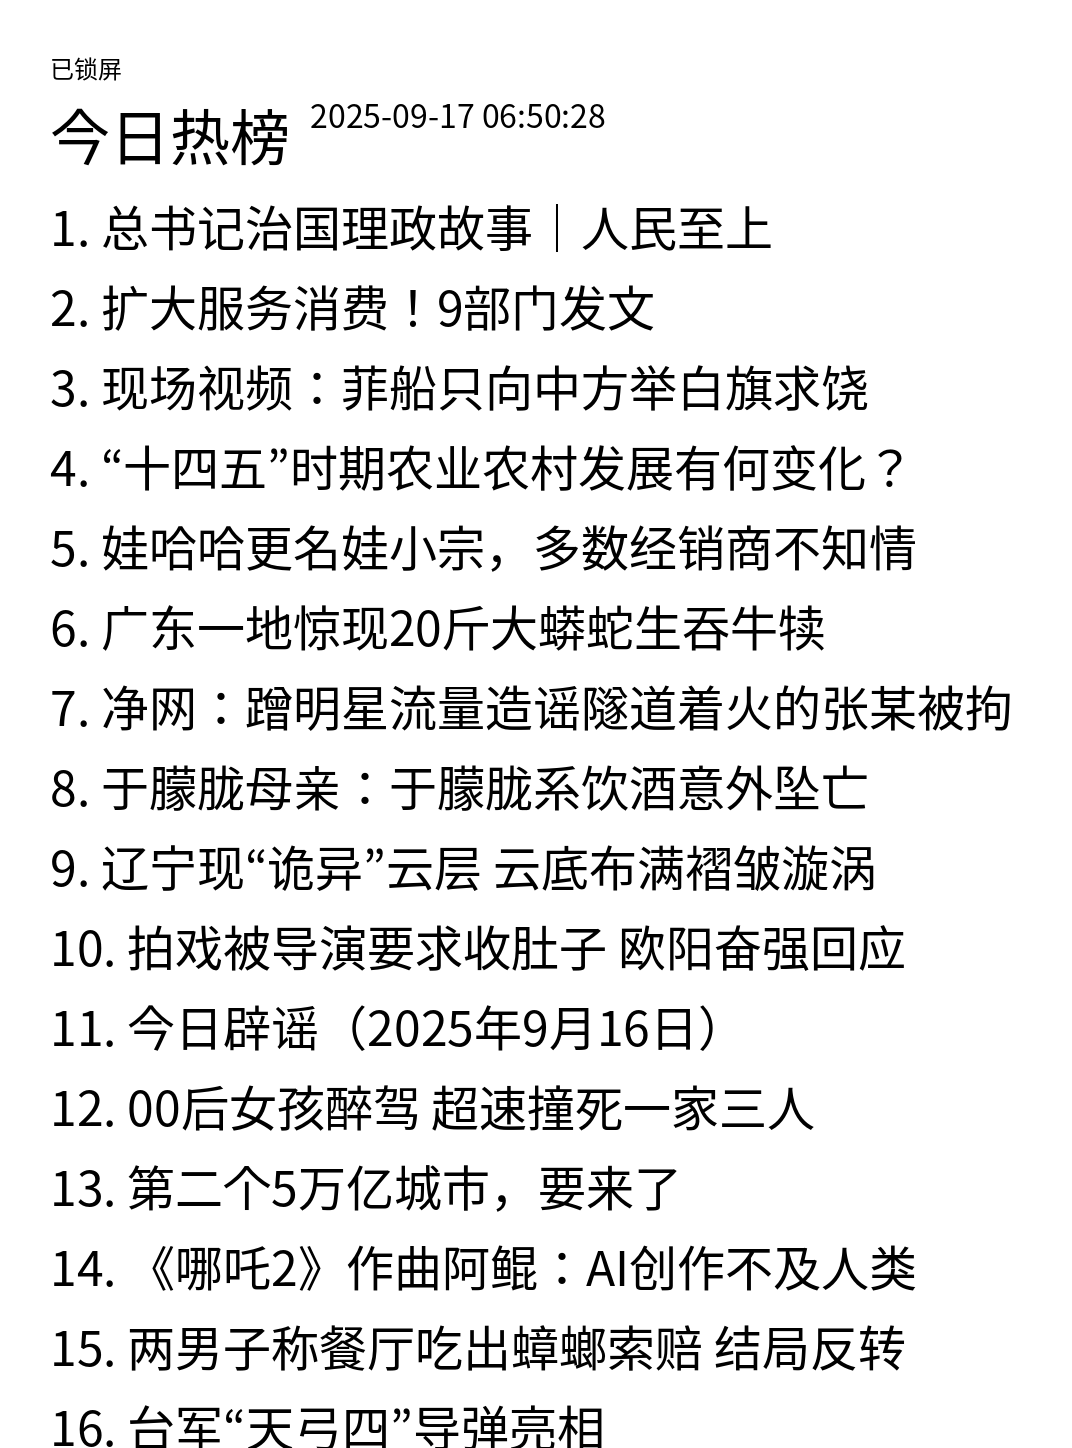 已锁屏
今日热榜 2025-09-17 06:50:28
1. 总书记治国理政故事｜人民至上
2. 扩大服务消费！9部门发文
3. 现场视频：菲船只向中方举白旗求饶
4. “十四五”时期农业农村发展有何变化？
5. 娃哈哈更名娃小宗，多数经销商不知情
6. 广东一地惊现20斤大蟒蛇生吞牛犊
7. 净网：蹭明星流量造谣隧道着火的张某被拘
8. 于朦胧母亲：于朦胧系饮酒意外坠亡
9. 辽宁现“诡异”云层 云底布满褶皱漩涡
10. 拍戏被导演要求收肚子 欧阳奋强回应
11. 今日辟谣（2025年9月16日）
12. 00后女孩醉驾 超速撞死一家三人
13. 第二个5万亿城市，要来了
14. 《哪吒2》作曲阿鲲：AI创作不及人类
15. 两男子称餐厅吃出蟑螂索赔 结局反转
16. 台军“天弓四”导弹亮相